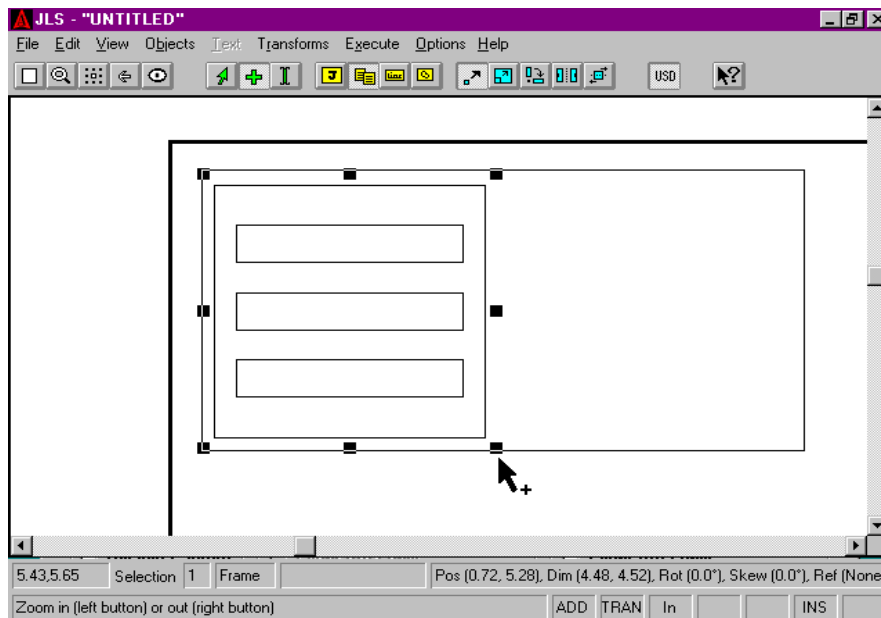 JLS - "UNTITLED"
File Edit View Objects Text Transforms Execute Options Help
J USD ?
5.43,5.65 Selection 1 Frame Pos (0.72, 5.28), Dim (4.48, 4.52), Rot (0.0°), Skew (0.0°), Ref (None
Zoom in (left button) or out (right button) ADD TRAN In INS